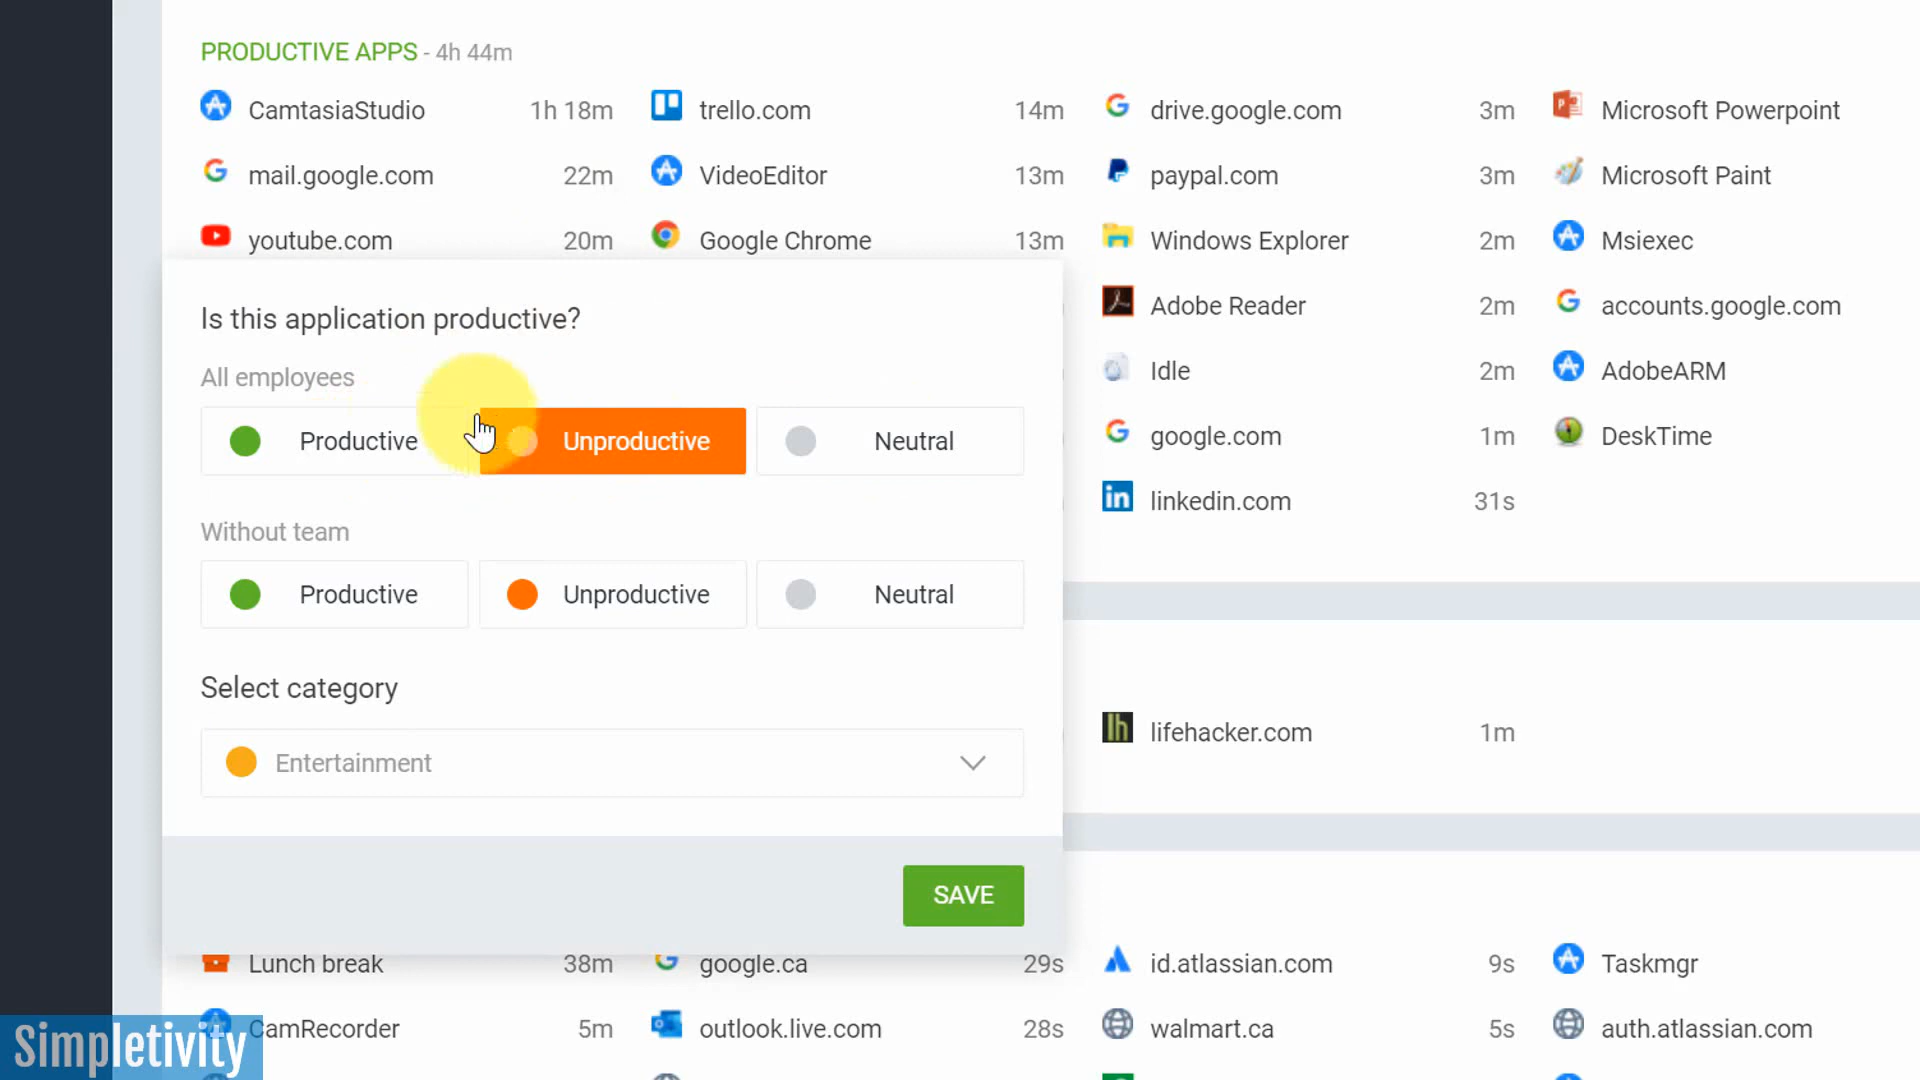 PRODUCTIVE APPS - 4h 44m
CamtasiaStudio 1h 18m trello.com 14m drive.google.com 3m Microsoft Powerpoint
mail.google.com 22m VideoEditor 13m paypal.com 3m Microsoft Paint
youtube.com 20m Google Chrome 13m Windows Explorer 2m Msiexec
Adobe Reader 2m accounts.google.com
Idle 2m AdobeARM
google.com 1m DeskTime
linkedin.com 31s
Is this application productive?
All employees
Productive Unproductive Neutral
Without team
Productive Unproductive Neutral
Select category
Entertainment
SAVE
lifehacker.com 1m
Lunch break 38m google.ca 29s id.atlassian.com 9s Taskmgr
CamRecorder 5m outlook.live.com 28s walmart.ca 5s auth.atlassian.com
Simpletivity